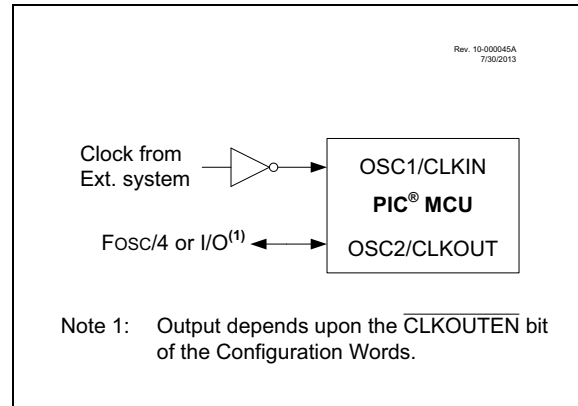 Rev. 10-000045A
7/30/2013
Clock from
Ext. system
OSC1/CLKIN
PIC® MCU
FOSC/4 or I/O(1)
OSC2/CLKOUT
Note 1: Output depends upon the CLKOUTEN bit
of the Configuration Words.